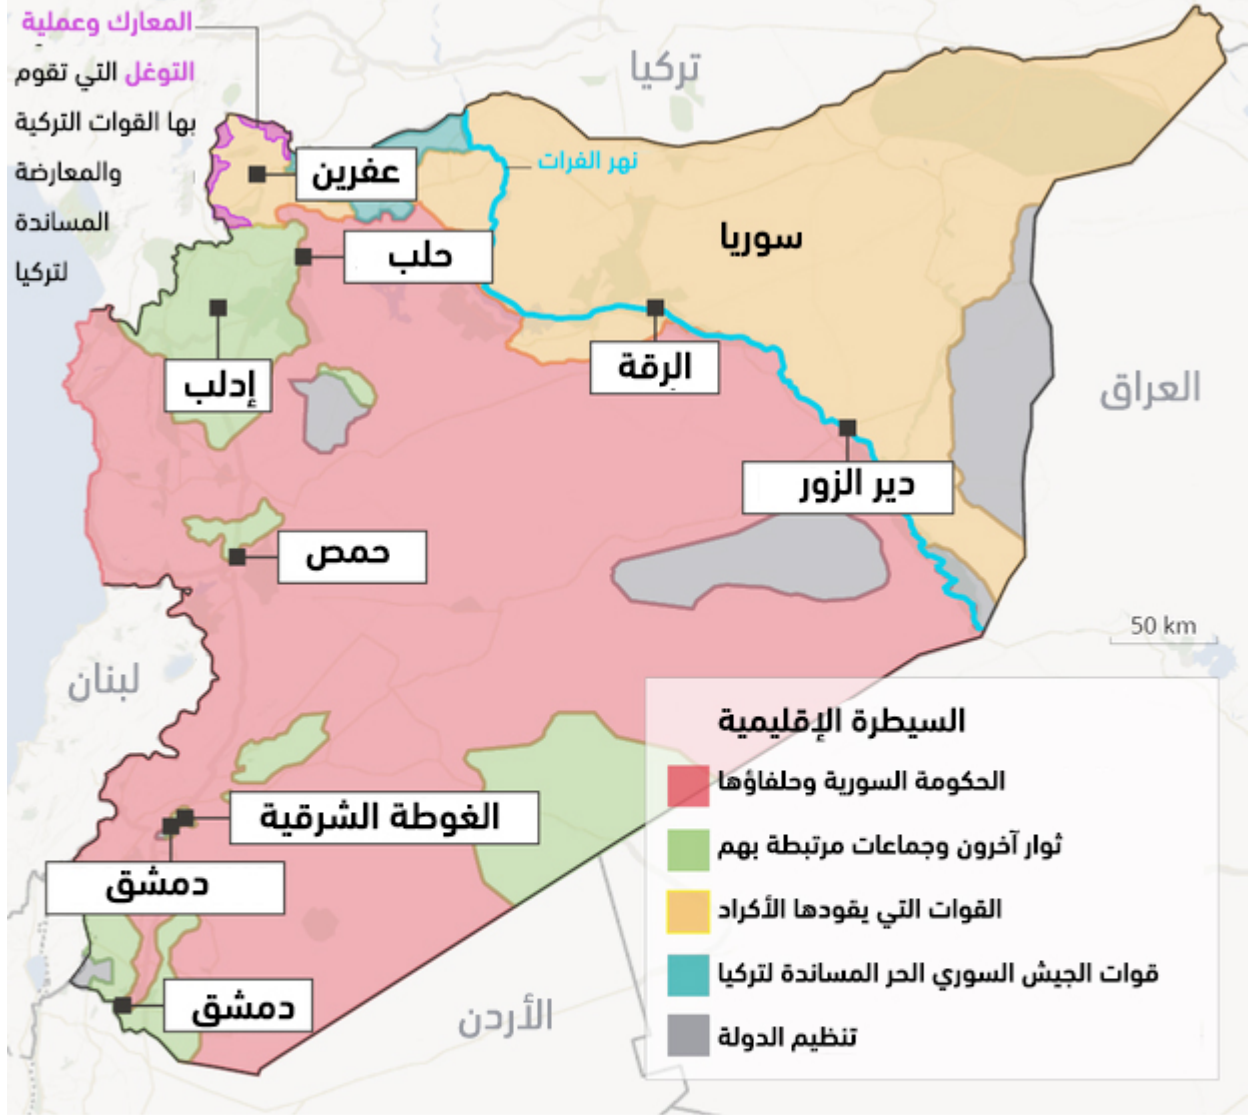 المعارك وعملية
التوغل التي تقوم
بها القوات التركية
والمعارضة
المساندة
لتركيا
تركيا
نهر الفرات
عفرين
سوريا
حلب
الرقة
إدلب
العراق
دير الزور
حمص
50 km
لبنان
السيطرة الإقليمية
الحكومة السورية وحلفاؤها
ثوار آخرون وجماعات مرتبطة بهم
القوات التي يقودها الأكراد
قوات الجيش السوري الحر المساندة لتركيا
تنظيم الدولة
الغوطة الشرقية
دمشق
دمشق
الأردن